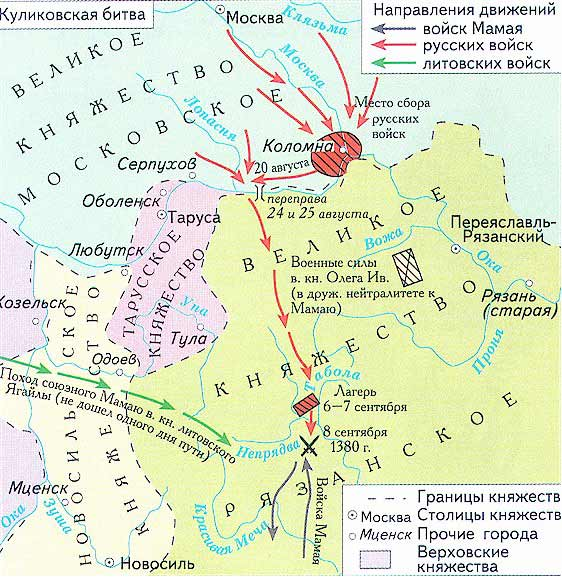 Куликовская битва
Направления движений
войск Мамая
русских войск
литовских войск
Москва
Клязьма
Москва
ВЕЛИКОЕ
КНЯЖЕСТВО
МОСКОВСКОЕ
Лопасня
Место сбора
русских
войск
Коломна
20 августа
Серпухов
переправа
24 и 25 августа
Оболенск
Таруса
Любутск
ТАРУССКОЕ
КНЯЖЕСТВО
ВЕЛИКОЕ
КНЯЖЕСТВО
РЯЗАНСКОЕ
Вожа
Переяславль-
Рязанский
Ока
Военные силы
в. кн. Олега Ив.
(в друж. нейтралитете к
Мамаю)
Рязань
(старая)
Проня
Козельск
Упа
Тула
Одоев
Поход союзного Мамаю в. кн. литовского
Ягайлы (не дошел одного дня
пути)
НОВОСИЛЬСКОЕ
КНЯЖЕСТВО
Табола
Лагерь
6—7 сентября
8 сентября
1380 г.
Непрядва
Красивая Меча
Войска Мамая
Мценск
Ока
Зуша
Новосиль
Границы княжеств
Москва Столицы княжеств
Мценск Прочие города
Верховские
княжества